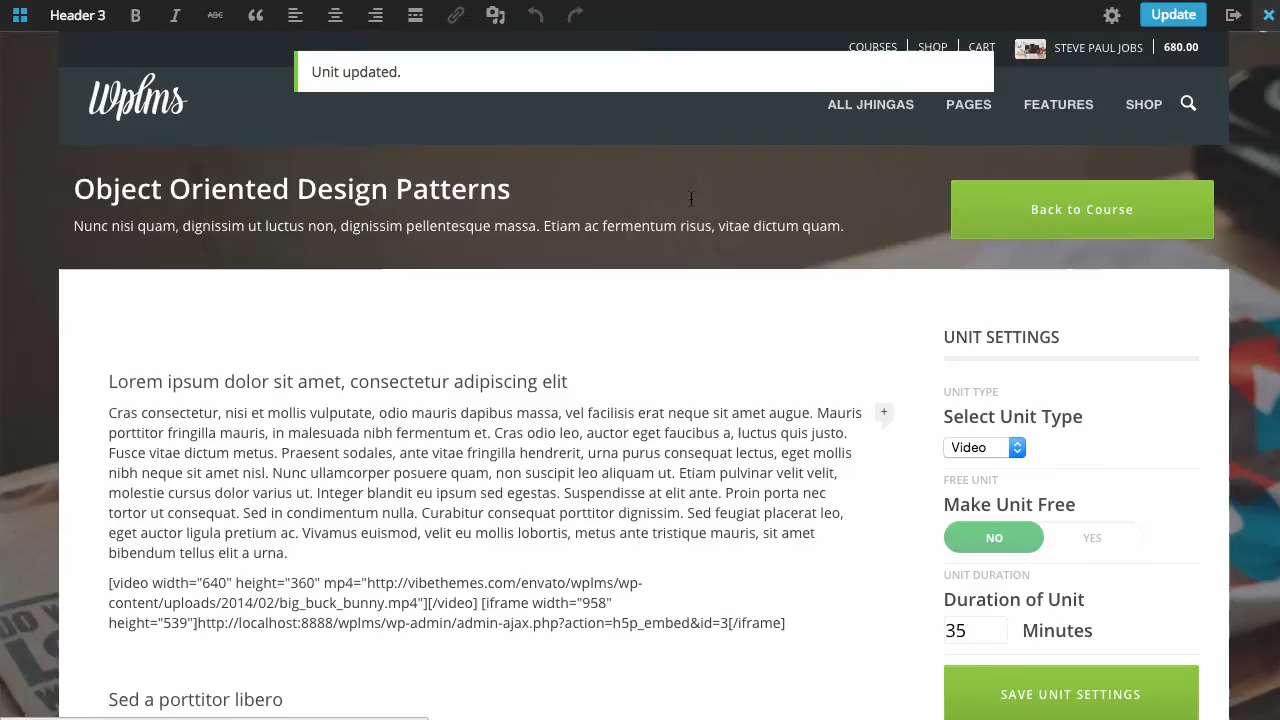 Header 3 B I ABC Update
COURSES SHOP CART STEVE PAUL JOBS 680.00
Unit updated.
Wplms
ALL JHINGAS PAGES FEATURES SHOP
Object Oriented Design Patterns
Nunc nisi quam, dignissim ut luctus non, dignissim pellentesque massa. Etiam ac fermentum risus, vitae dictum quam.
Back to Course
Lorem ipsum dolor sit amet, consectetur adipiscing elit
Cras consectetur, nisi et mollis vulputate, odio mauris dapibus massa, vel facilisis erat neque sit amet augue. Mauris
porttitor fringilla mauris, in malesuada nibh fermentum et. Cras odio leo, auctor eget faucibus a, luctus quis justo.
Fusce vitae dictum metus. Praesent sodales, ante vitae fringilla hendrerit, urna purus consequat lectus, eget mollis
nibh neque sit amet nisl. Nunc ullamcorper posuere quam, non suscipit leo aliquam ut. Etiam pulvinar velit velit,
molestie cursus dolor varius ut. Integer blandit eu ipsum sed egestas. Suspendisse at elit ante. Proin porta nec
tortor ut consequat. Sed in condimentum nulla. Curabitur consequat porttitor dignissim. Sed feugiat placerat leo,
eget auctor ligula pretium ac. Vivamus euismod, velit eu mollis lobortis, metus ante tristique mauris, sit amet
bibendum tellus elit a urna.
+
[video width="640" height="360" mp4="http://vibethemes.com/envato/wplms/wp-
content/uploads/2014/02/big_buck_bunny.mp4"][/video] [iframe width="958"
height="539"]http://localhost:8888/wplms/wp-admin/admin-ajax.php?action=h5p_embed&id=3[/iframe]
Sed a porttitor libero
UNIT SETTINGS
UNIT TYPE
Select Unit Type
Video
FREE UNIT
Make Unit Free
NO YES
UNIT DURATION
Duration of Unit
35 Minutes
SAVE UNIT SETTINGS